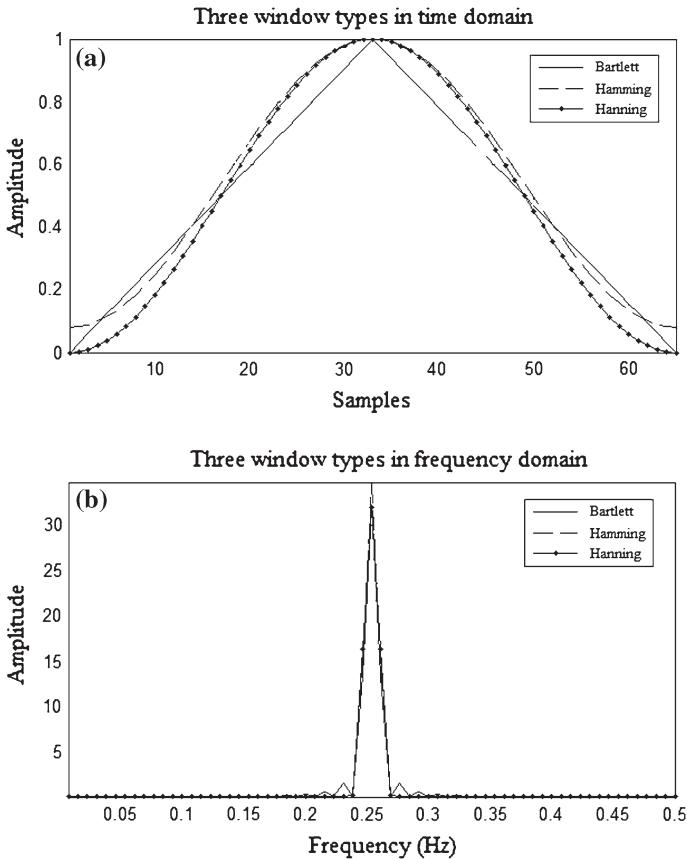 Three window types in time domain
(a)
Bartlett
Hamming
Hanning
1
0.8
0.6
0.4
0.2
0
Amplitude
10 20 30 40 50 60
Samples
Three window types in frequency domain
(b)
Bartlett
Hamming
Hanning
30
25
20
15
10
5
Amplitude
0.05 0.1 0.15 0.2 0.25 0.3 0.35 0.4 0.45 0.5
Frequency (Hz)